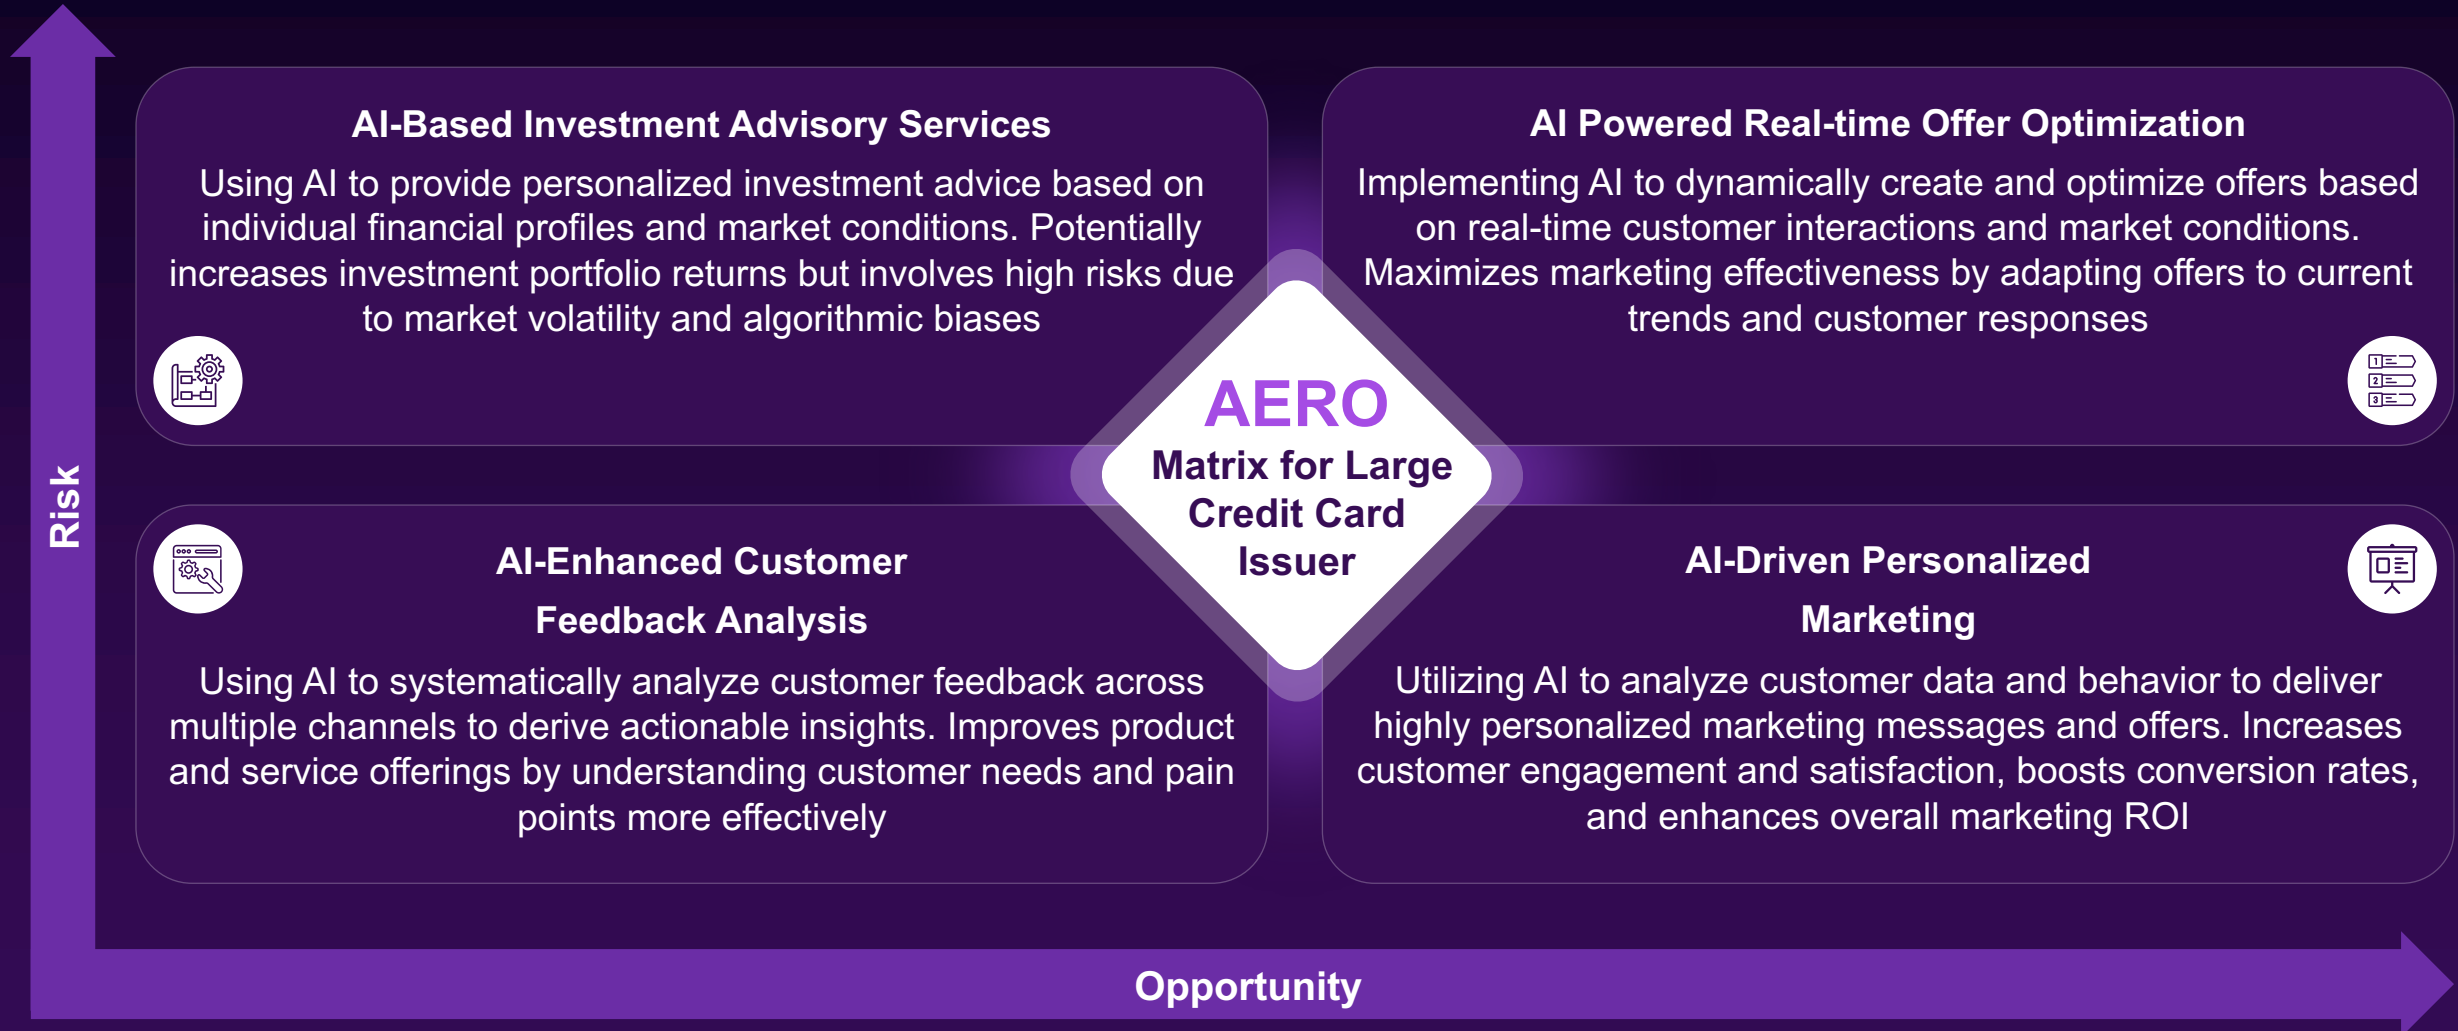 AI-Based Investment Advisory Services
Using AI to provide personalized investment advice based on
individual financial profiles and market conditions. Potentially
increases investment portfolio returns but involves high risks due
to market volatility and algorithmic biases
AI Powered Real-time Offer Optimization
Implementing AI to dynamically create and optimize offers based
on real-time customer interactions and market conditions.
Maximizes marketing effectiveness by adapting offers to current
trends and customer responses
1
2
3
AERO
Matrix for Large
Credit Card
Issuer
Risk
AI-Enhanced Customer
Feedback Analysis
Using AI to systematically analyze customer feedback across
multiple channels to derive actionable insights. Improves product
and service offerings by understanding customer needs and pain
points more effectively
AI-Driven Personalized
Marketing
Utilizing AI to analyze customer data and behavior to deliver
highly personalized marketing messages and offers. Increases
customer engagement and satisfaction, boosts conversion rates,
and enhances overall marketing ROI
Opportunity